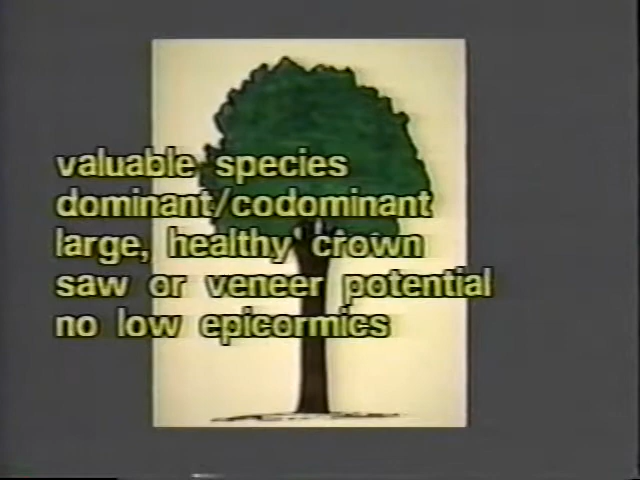 valuable species
dominant/codominant
large, healthy crown
saw or veneer potential
no low epicormics